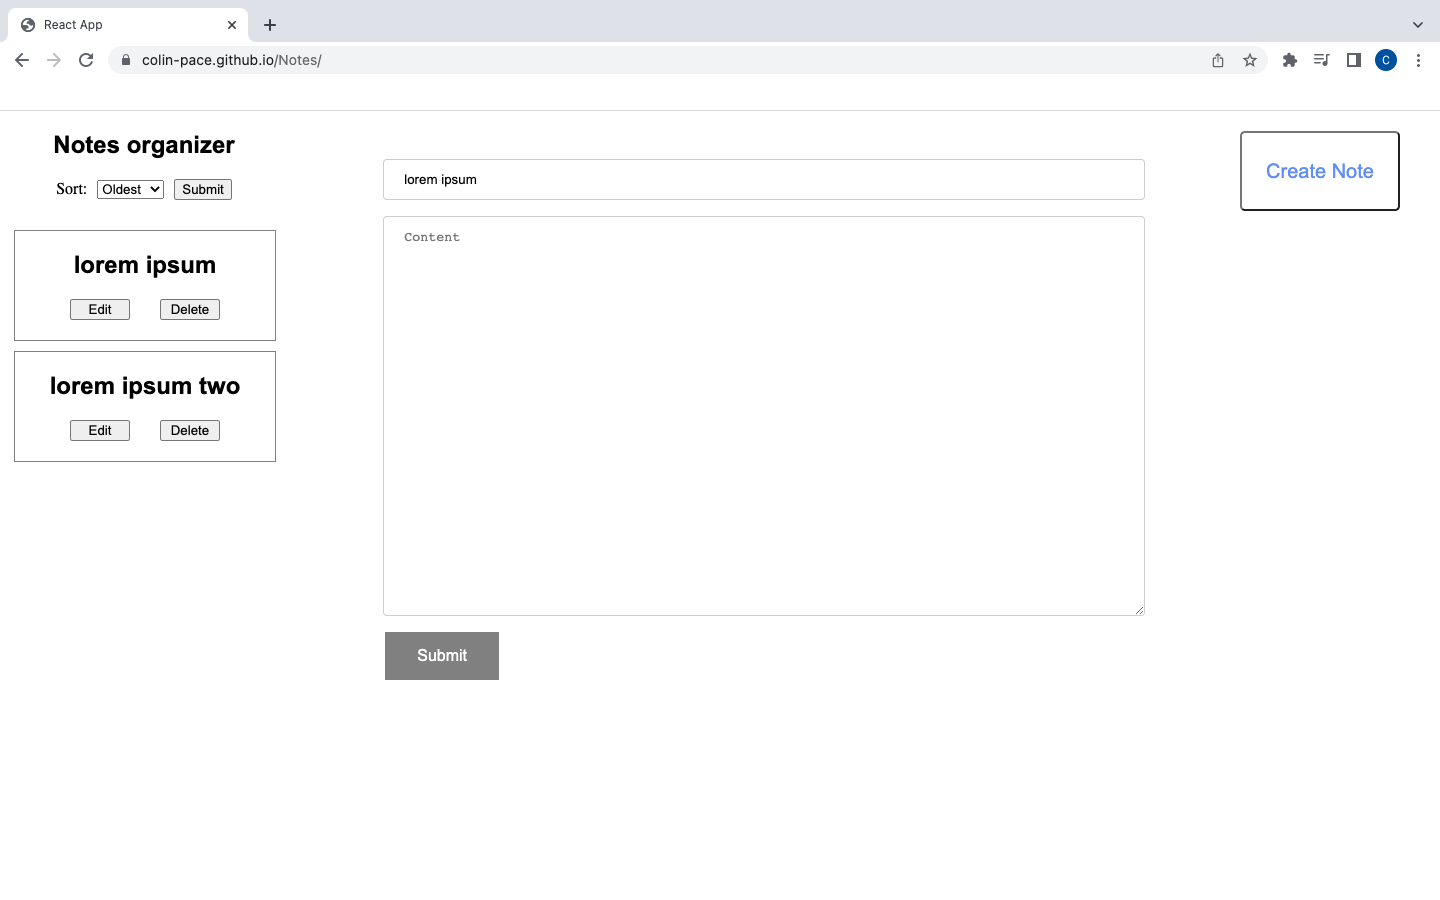 React App
colin-pace.github.io/Notes/
C
Notes organizer
Sort: Oldest Submit
lorem ipsum
Edit Delete
lorem ipsum two
Edit Delete
lorem ipsum
Content
Submit
Create Note